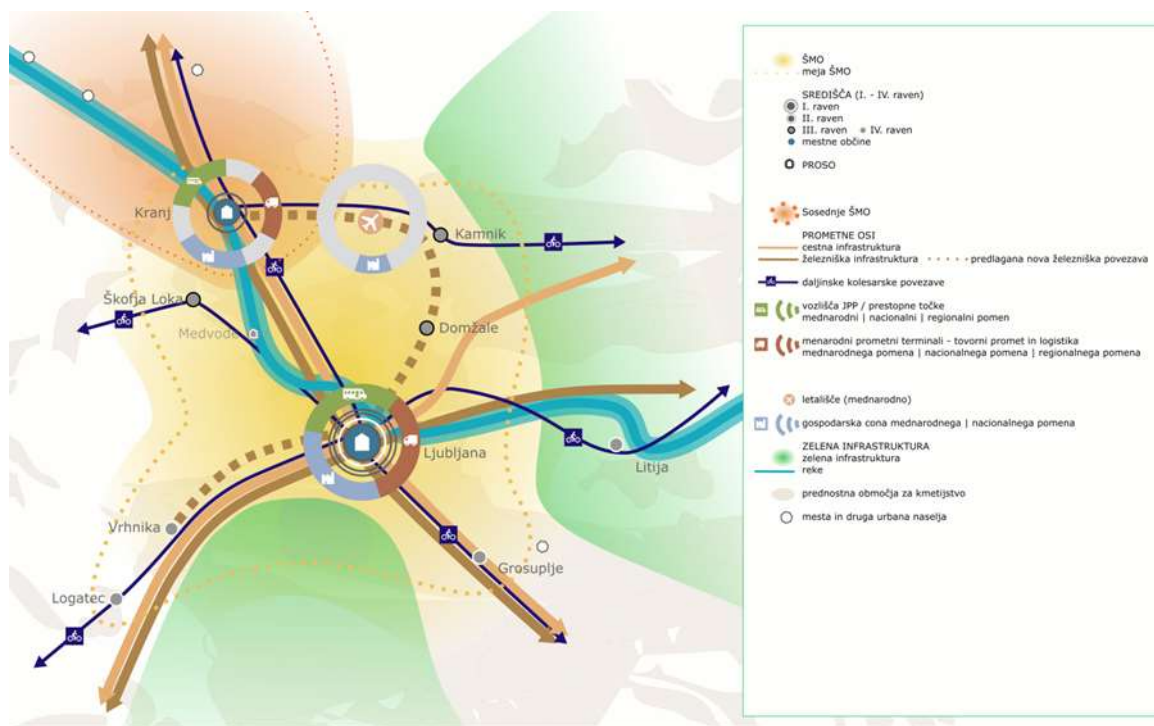 Kranj
Kamnik
Škofja Loka
Medvode
Domžale
Ljubljana
Litija
Vrhnika
Grosuplje
Logatec
ŠMO
meja ŠMO
SREDIŠČA (I. - IV. raven)
I. raven
II. raven
III. raven IV. raven
mestne občine
PROSO
Sosednje ŠMO
PROMETNE OSI
cestna infrastruktura
železniška infrastruktura predlagana nova železniška povezava
daljinske kolesarske povezave
vozlišča JPP / prestopne točke
mednarodni | nacionalni | regionalni pomen
menarodni prometni terminali - tovorni promet in logistika
mednarodnega pomena | nacionalnega pomena | regionalnega pomena
letališče (mednarodno)
gospodarska cona mednarodnega | nacionalnega pomena
ZELENA INFRASTRUKTURA
zelena infrastruktura
reke
prednostna območja za kmetijstvo
mesta in druga urbana naselja